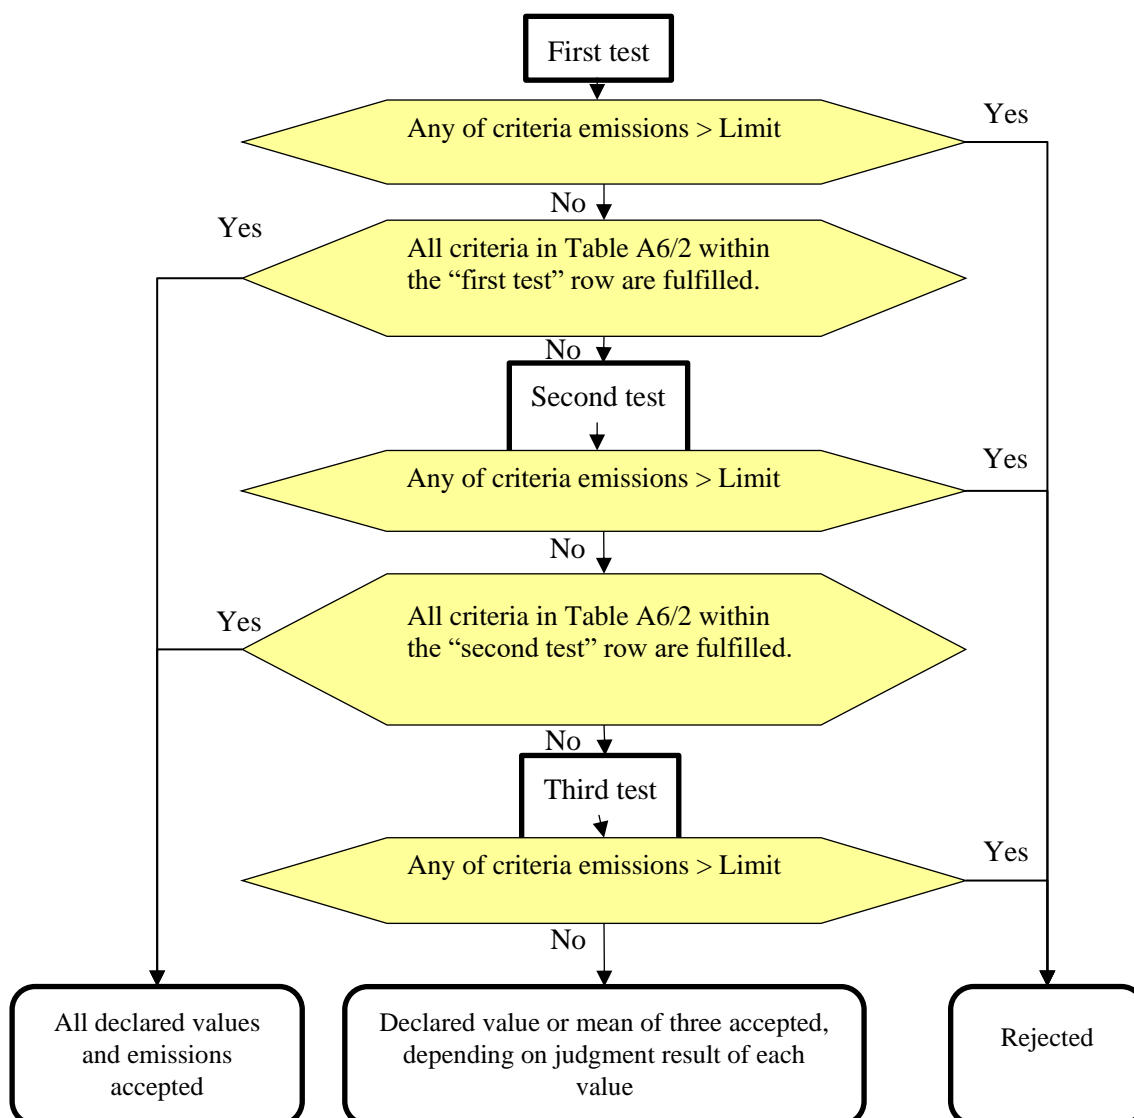 First test
Any of criteria emissions > Limit
Yes
No
Yes
All criteria in Table A6/2 within
the “first test” row are fulfilled.
No
Second test
Any of criteria emissions > Limit
Yes
No
Yes
All criteria in Table A6/2 within
the “second test” row are fulfilled.
No
Third test
Any of criteria emissions > Limit
Yes
No
All declared values
and emissions
accepted
Declared value or mean of three accepted,
depending on judgment result of each
value
Rejected